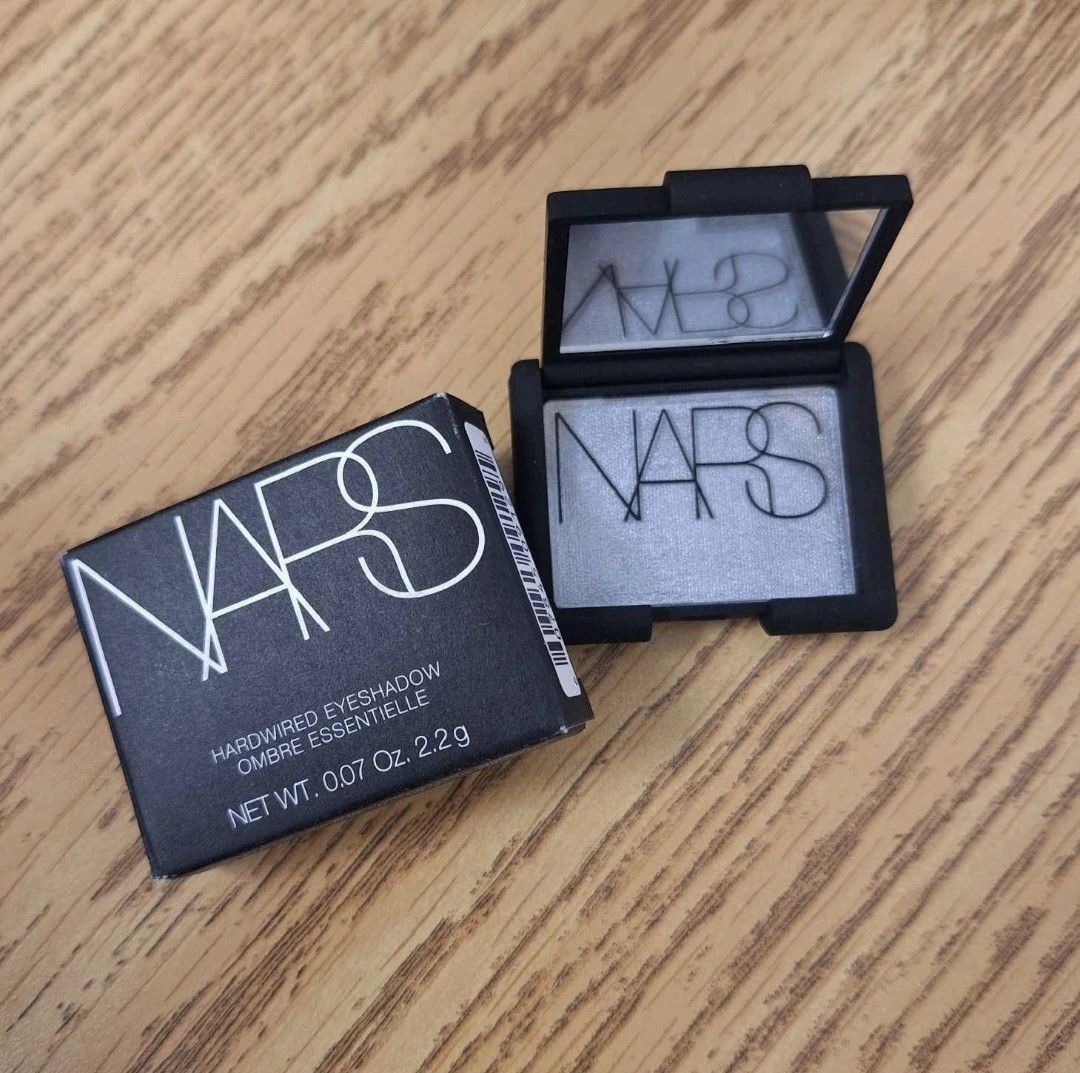 NARS
HARDWIRED EYESHADOW
OMBRE ESSENTIELLE
NET WT. 0.07 Oz. 2.2 g
NARS
NARS